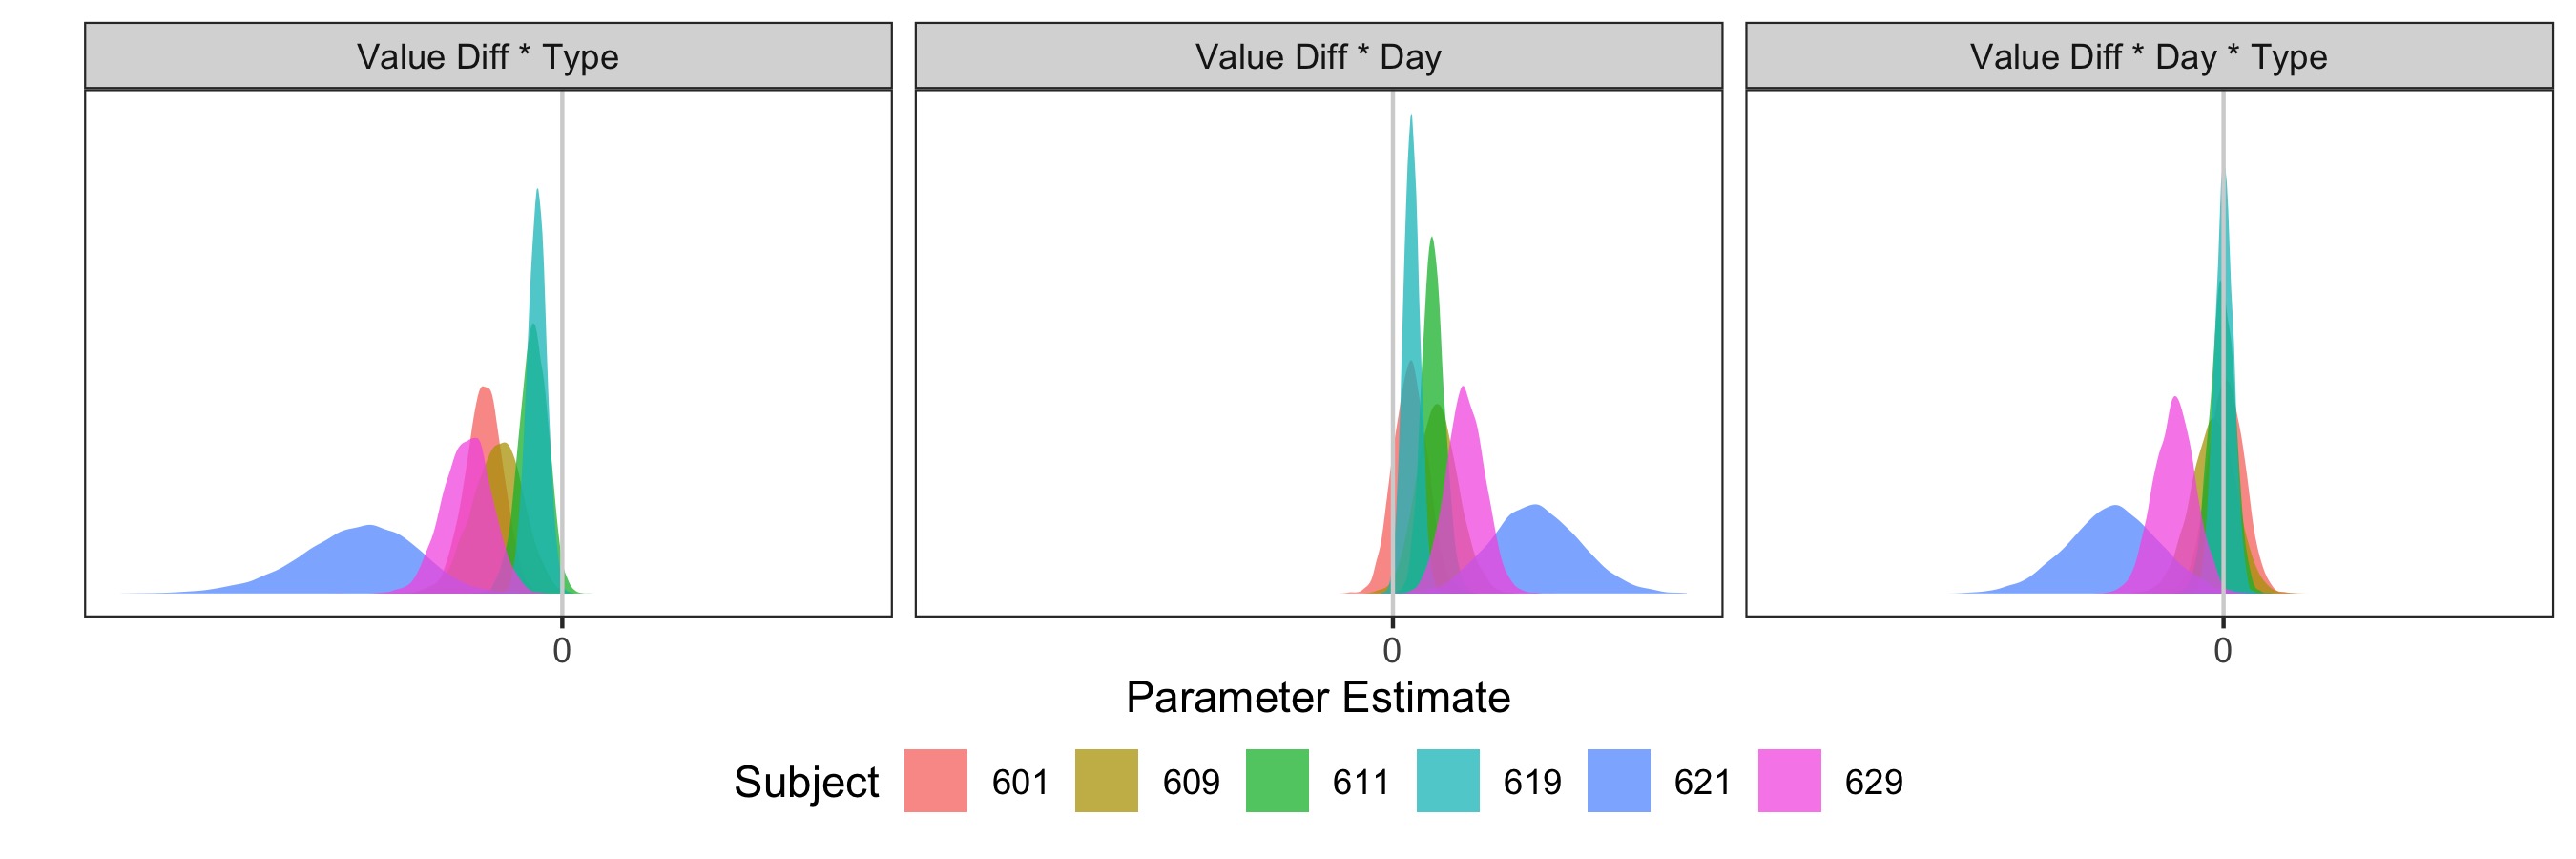 Value Diff * Type
Value Diff * Day
Value Diff * Day * Type
0
0
0
Parameter Estimate
Subject 601 609 611 619 621 629